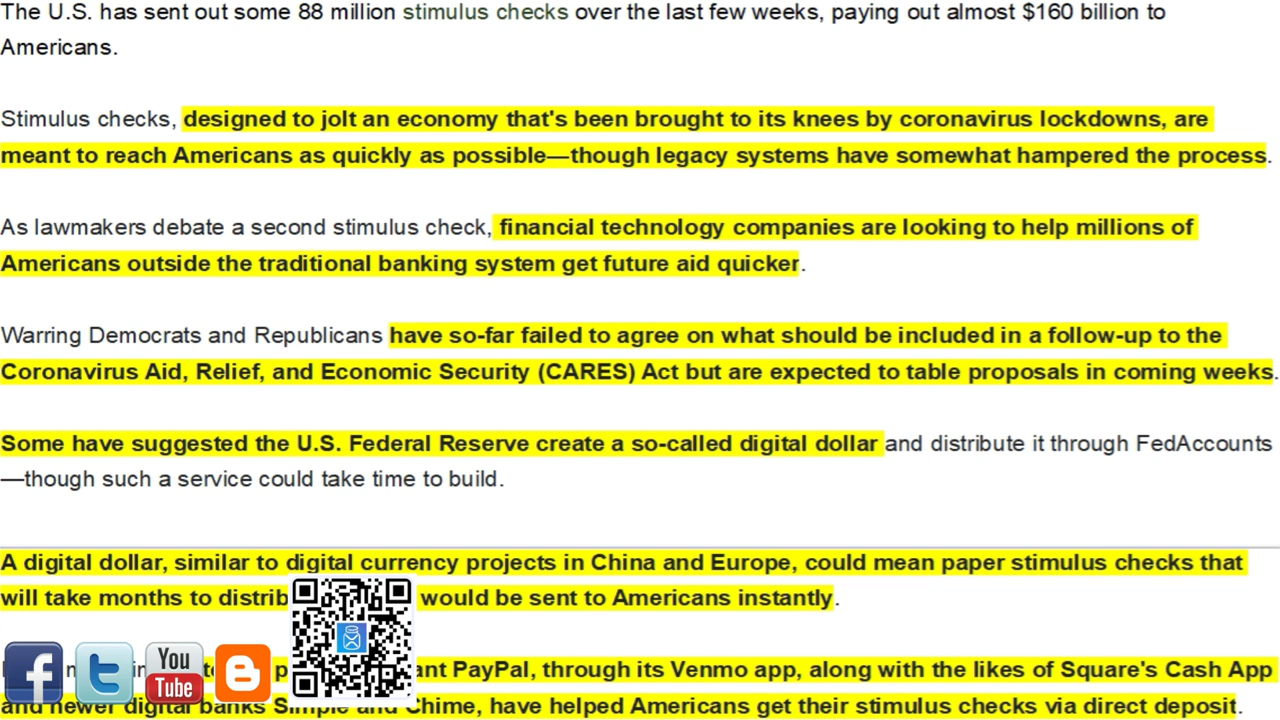 The U.S. has sent out some 88 million stimulus checks over the last few weeks, paying out almost $160 billion to
Americans.
Stimulus checks, designed to jolt an economy that's been brought to its knees by coronavirus lockdowns, are
meant to reach Americans as quickly as possible—though legacy systems have somewhat hampered the process.
As lawmakers debate a second stimulus check, financial technology companies are looking to help millions of
Americans outside the traditional banking system get future aid quicker.
Warring Democrats and Republicans have so-far failed to agree on what should be included in a follow-up to the
Coronavirus Aid, Relief, and Economic Security (CARES) Act but are expected to table proposals in coming weeks.
Some have suggested the U.S. Federal Reserve create a so-called digital dollar and distribute it through FedAccounts
—though such a service could take time to build.
A digital dollar, similar to digital currency projects in China and Europe, could mean paper stimulus checks that
will take months to distrib would be sent to Americans instantly.
PayPal, through its Venmo app, along with the likes of Square's Cash App
and newer digital banks Simple and Chime, have helped Americans get their stimulus checks via direct deposit.
You
Tube